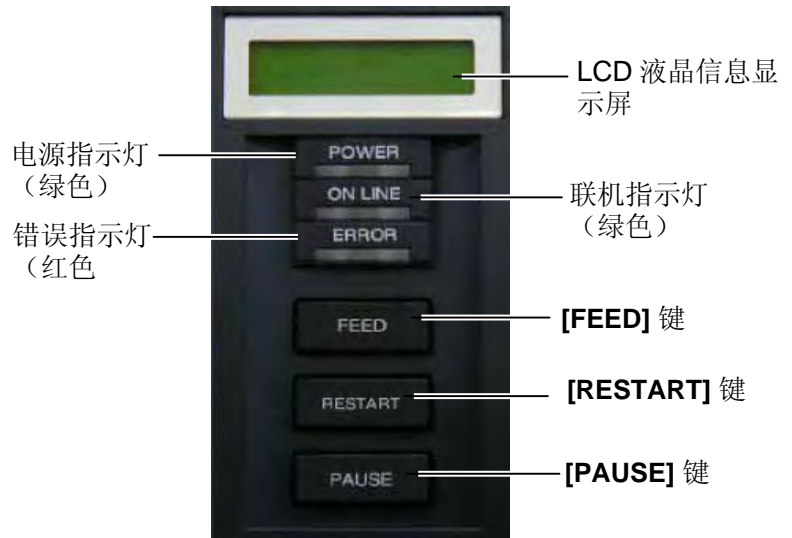 LCD 液晶信息显
示屏
电源指示灯
（绿色）
POWER
ON LINE
联机指示灯
（绿色）
错误指示灯
（红色
ERROR
FEED
[FEED] 键
RESTART
[RESTART] 键
PAUSE
[PAUSE] 键